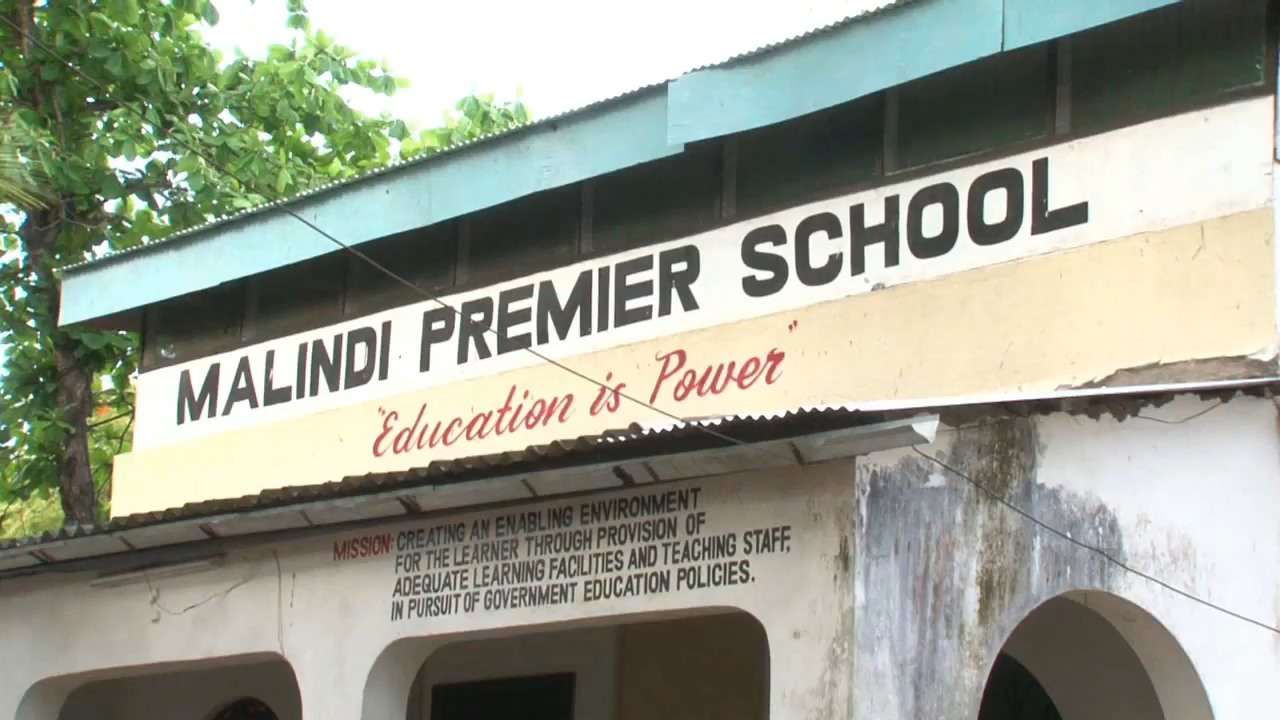 MALINDI PREMIER SCHOOL
"Education is Power"
MISSION: CREATING AN ENABLING ENVIRONMENT
FOR THE LEARNER THROUGH PROVISION OF
ADEQUATE LEARNING FACILITIES AND TEACHING STAFF,
IN PURSUIT OF GOVERNMENT EDUCATION POLICIES.